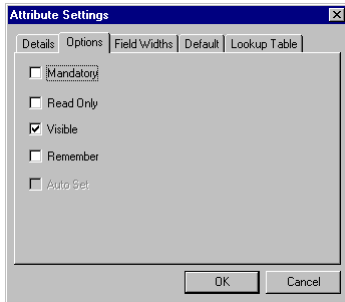 Attribute Settings
Details Options Field Widths Default Lookup Table
Mandatory
Read Only
Visible
Remember
Auto Set
OK Cancel